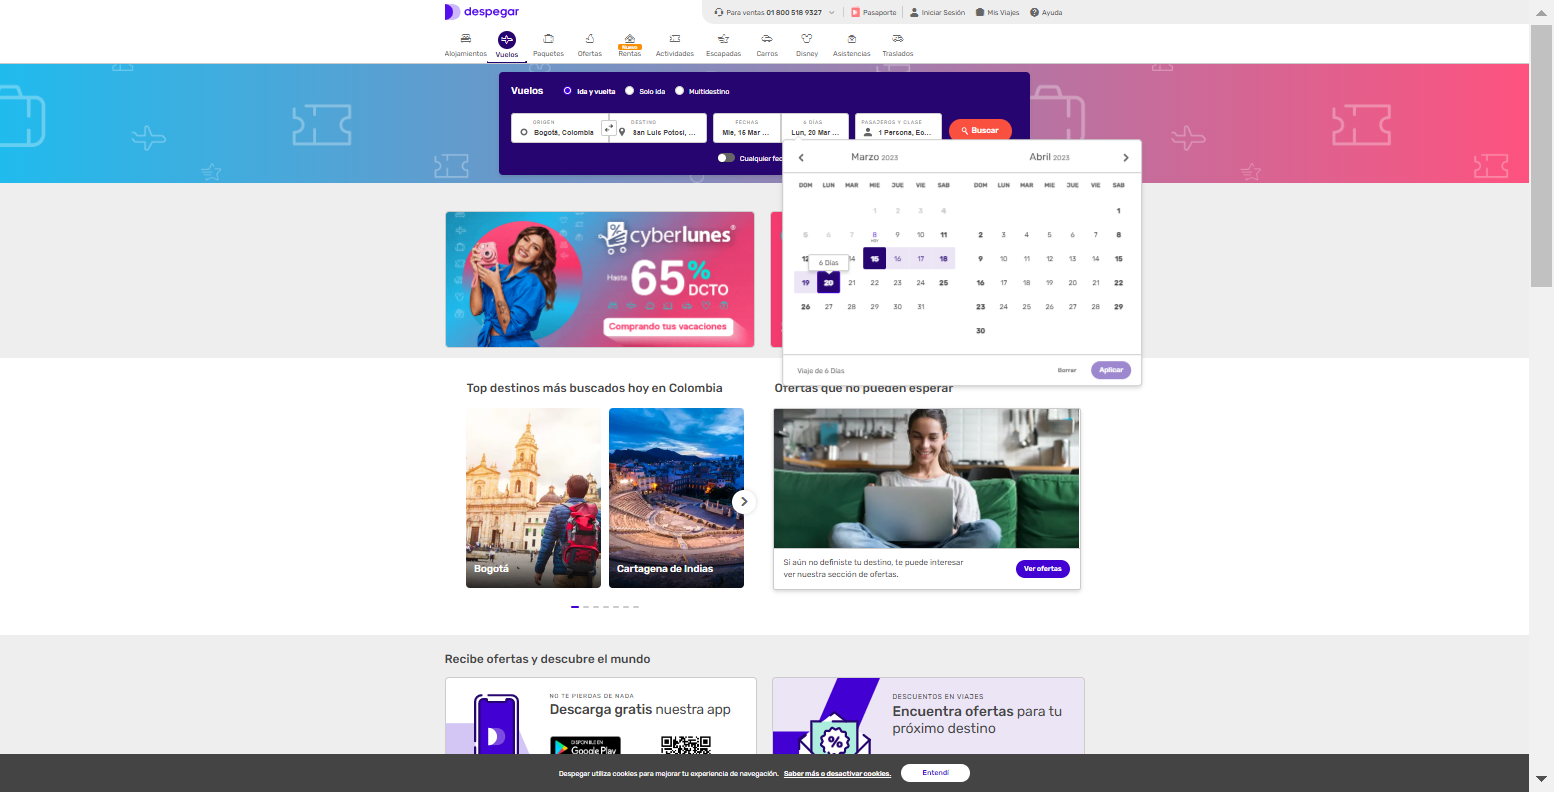 despegar
Para ventas 01 800 518 9327
Pasaporte
Iniciar Sesión
Mis Viajes
Ayuda
Alojamientos
Vuelos
Paquetes
Ofertas
Nuevo
Rentas
Actividades
Escapadas
Carros
Disney
Asistencias
Traslados
Vuelos
Ida y vuelta
Solo ida
Multidestino
ORIGEN
Bogotá, Colombia
DESTINO
San Luis Potosí, ...
FECHAS
Mie, 15 Mar ...
6 DIAS
Lun, 20 Mar ...
PASAJEROS Y CLASE
1 Persona, Ec...
Buscar
Cualquier fec
Marzo 2023
DOM LUN MAR MIE JUE VIE SAB
1 2 3 4
5 6 7 8 9 10 11
HOY
12 15 16 17 18
6 Días
19 20 21 22 23 24 25
26 27 28 29 30 31
Abril 2023
DOM LUN MAR MIE JUE VIE SAB
1
2 3 4 5 6 7 8
9 10 11 12 13 14 15
16 17 18 19 20 21 22
23 24 25 26 27 28 29
30
Viaje de 6 Días
Borrar
Aplicar
cyberlunes
Hasta 65% DCTO
Comprando tus vacaciones
Top destinos más buscados hoy en Colombia
Bogotá
Cartagena de Indias
Ofertas que no pueden esperar
Si aún no definiste tu destino, te puede interesar
ver nuestra sección de ofertas.
Ver ofertas
Recibe ofertas y descubre el mundo
NO TE PIERDAS DE NADA
Descarga gratis nuestra app
DISPONIBLE EN
Google Play
DESCUENTOS EN VIAJES
Encuentra ofertas para tu
próximo destino
Despegar utiliza cookies para mejorar tu experiencia de navegación. Saber más o desactivar cookies.
Entendí